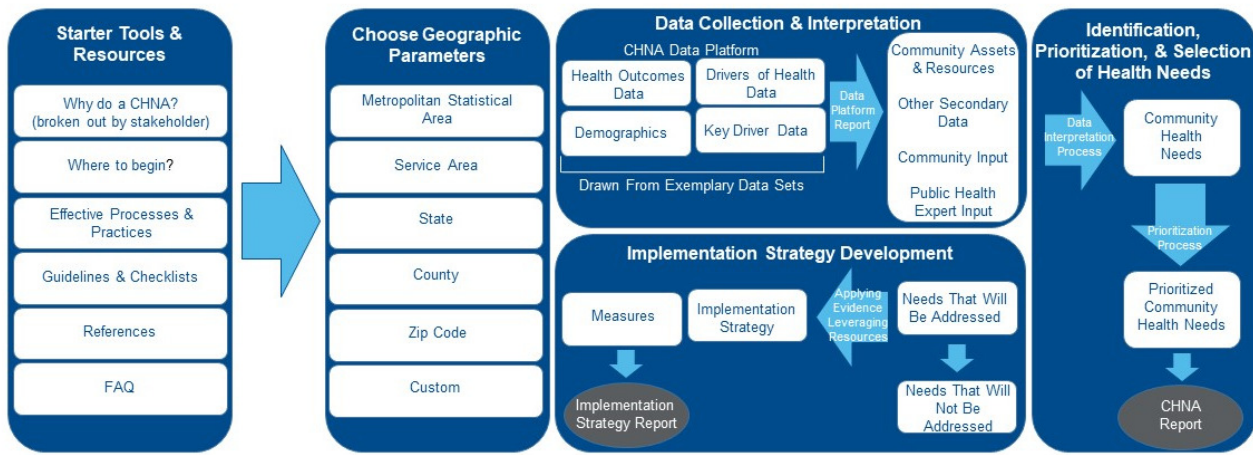 Starter Tools &
Resources
Why do a CHNA?
(broken out by stakeholder)
Where to begin?
Effective Processes &
Practices
Guidelines & Checklists
References
FAQ
Choose Geographic
Parameters
Metropolitan Statistical
Area
Service Area
State
County
Zip Code
Custom
Data Collection & Interpretation
CHNA Data Platform
Health Outcomes
Data
Drivers of Health
Data
Demographics
Key Driver Data
Drawn From Exemplary Data Sets
Data
Platform
Report
Community Assets
& Resources
Other Secondary
Data
Community Input
Public Health
Expert Input
Implementation Strategy Development
Measures
Implementation
Strategy
Applying
Evidence
Leveraging
Resources
Needs That Will
Be Addressed
Needs That Will
Not Be
Addressed
Implementation
Strategy Report
Identification,
Prioritization, & Selection
of Health Needs
Data
Interpretation
Process
Community
Health
Needs
Prioritization
Process
Prioritized
Community
Health Needs
CHNA
Report